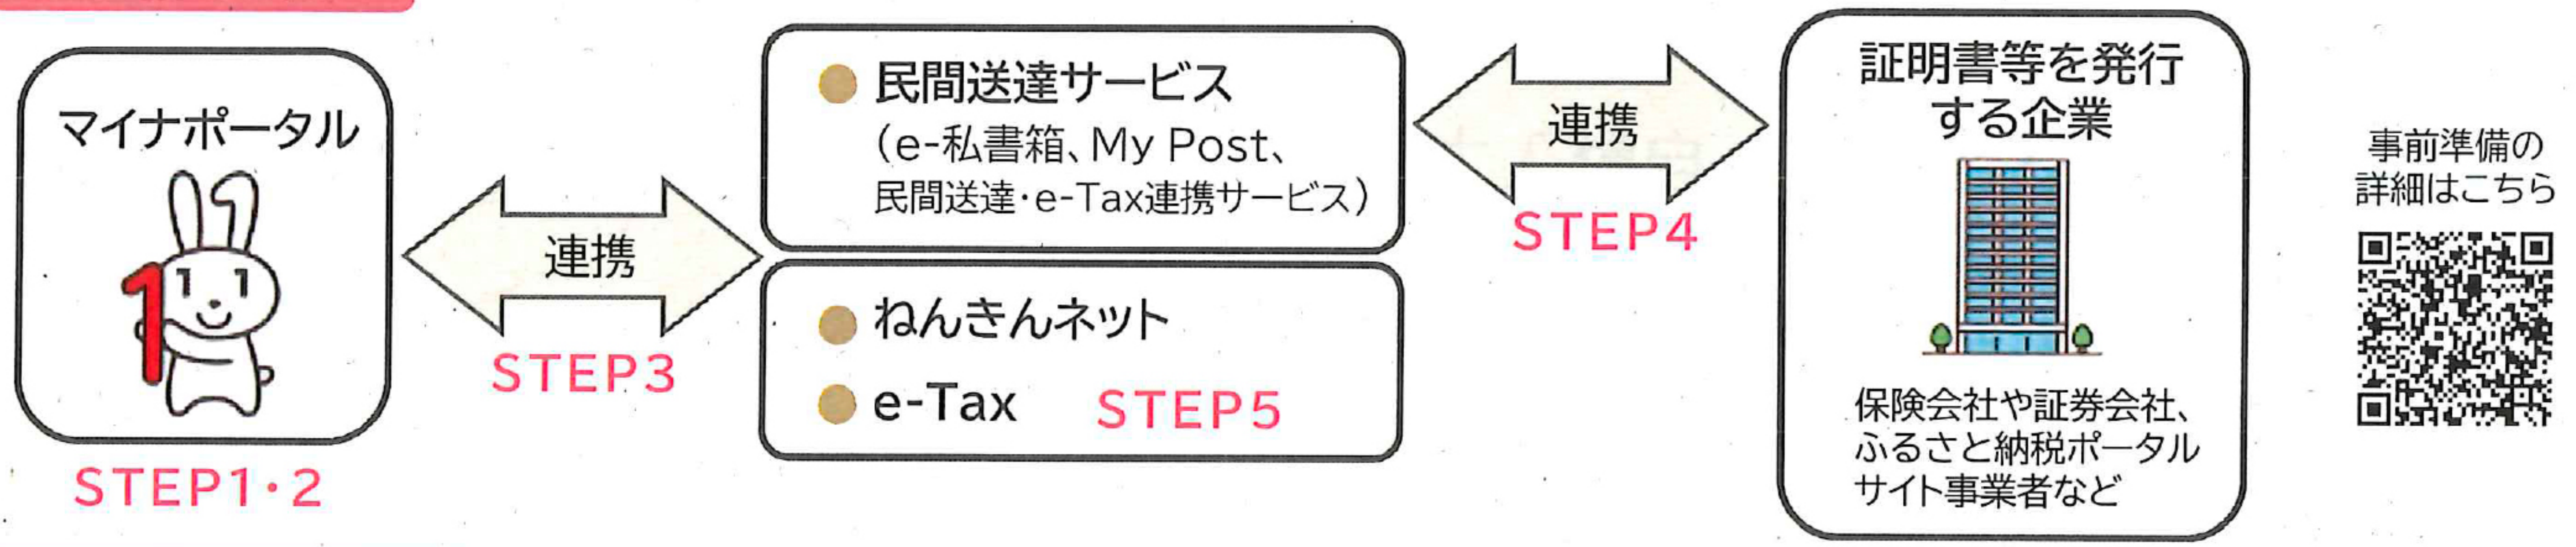 マイナポータル
STEP1・2
連携
STEP3
民間送達サービス
(e-私書箱、My Post、
民間送達・e-Tax連携サービス)
ねんきんネット
e-Tax STEP5
連携
STEP4
証明書等を発行
する企業
保険会社や証券会社、
ふるさと納税ポータル
サイト事業者など
事前準備の
詳細はこちら